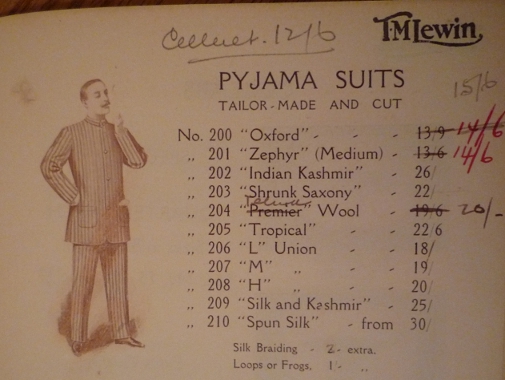 12/6
T.M.Lewin,
PYJAMA SUITS
15/6
TAILOR-MADE AND CUT
No. 200 "Oxford" - - - 13/9 14/6
„ 201 "Zephyr" (Medium) - 13/6 14/6
„ 202 "Indian Kashmir" 26/
„ 203 "Shrunk Saxony" 22/
„ 204 "Premier" Wool - 19/6 20/-
„ 205 "Tropical" - 22/6
„ 206 "L" Union - 18/
„ 207 "M" „ - 19/
„ 208 "H" „ - 20/
„ 209 "Silk and Kashmir" - 25/
„ 210 "Spun Silk" - from 30/
Silk Braiding - 2- extra.
Loops or Frogs, 1'- „